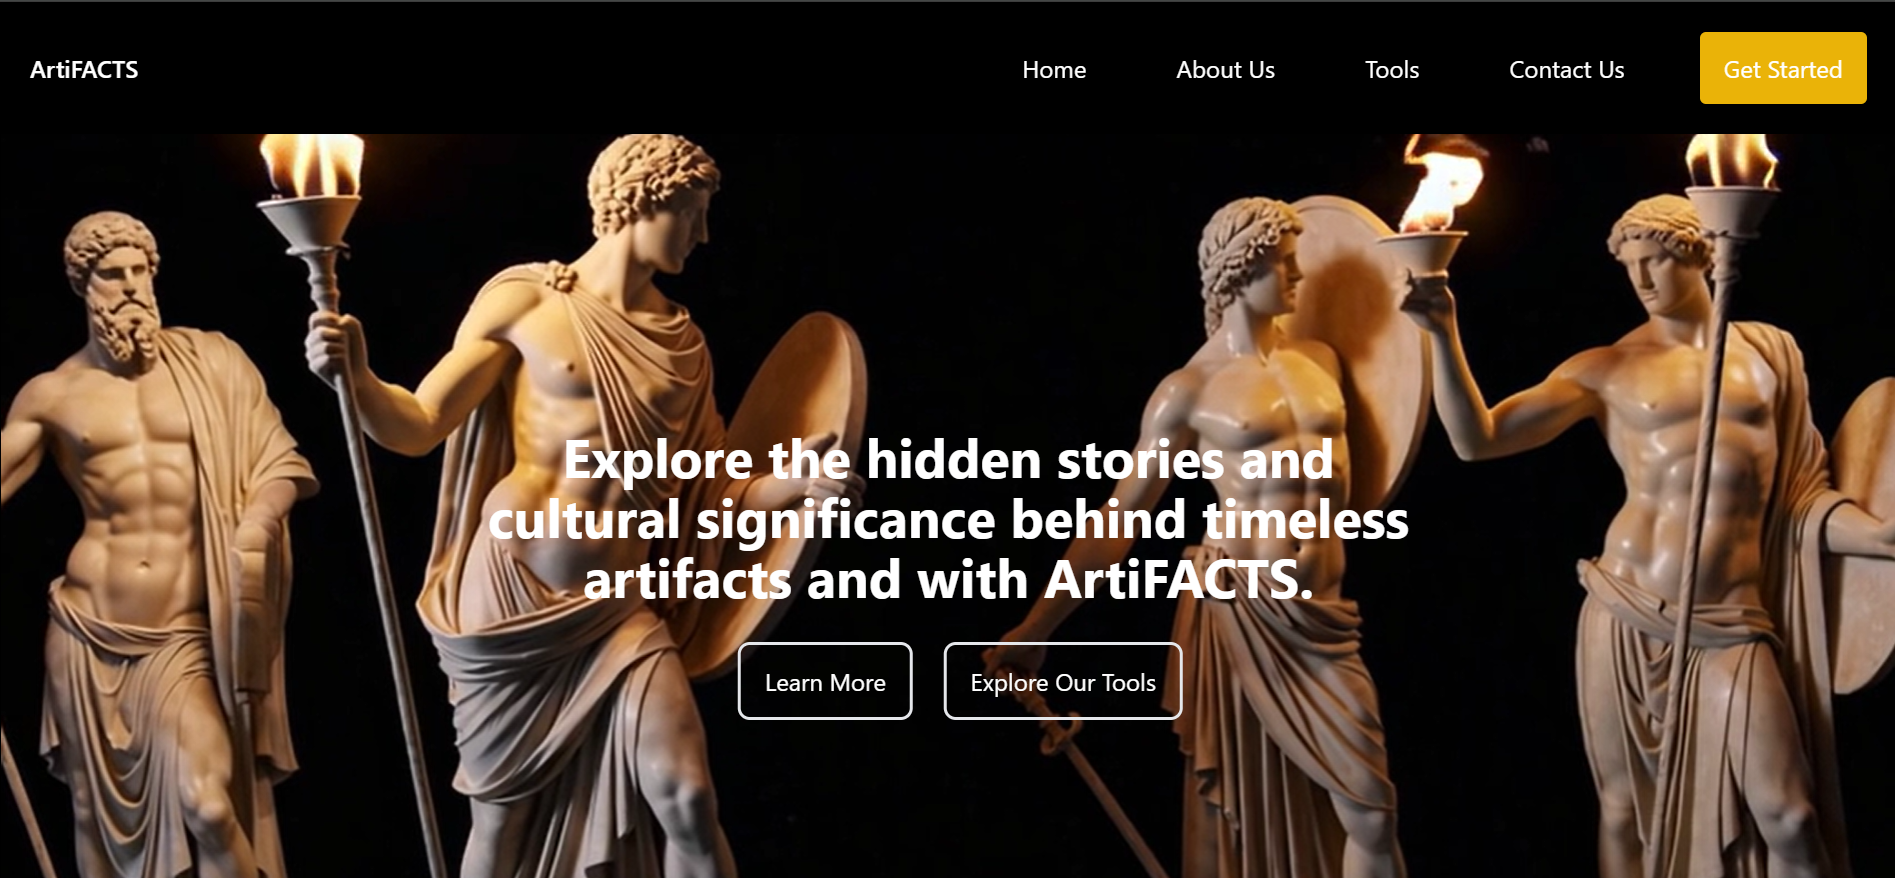 ArtiFACTS
Home
About Us
Tools
Contact Us
Get Started
Explore the hidden stories and
cultural significance behind timeless
artifacts and with ArtiFACTS.
Learn More
Explore Our Tools